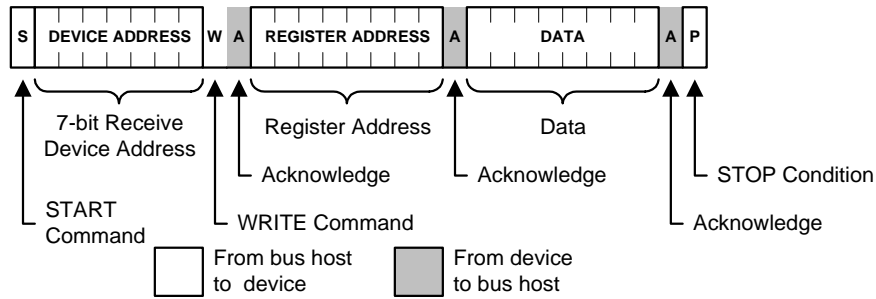 S DEVICE ADDRESS W A REGISTER ADDRESS A DATA A P
7-bit Receive
Device Address
Register Address
Data
Acknowledge
Acknowledge
STOP Condition
START
Command
WRITE Command
Acknowledge
From bus host
to device
From device
to bus host